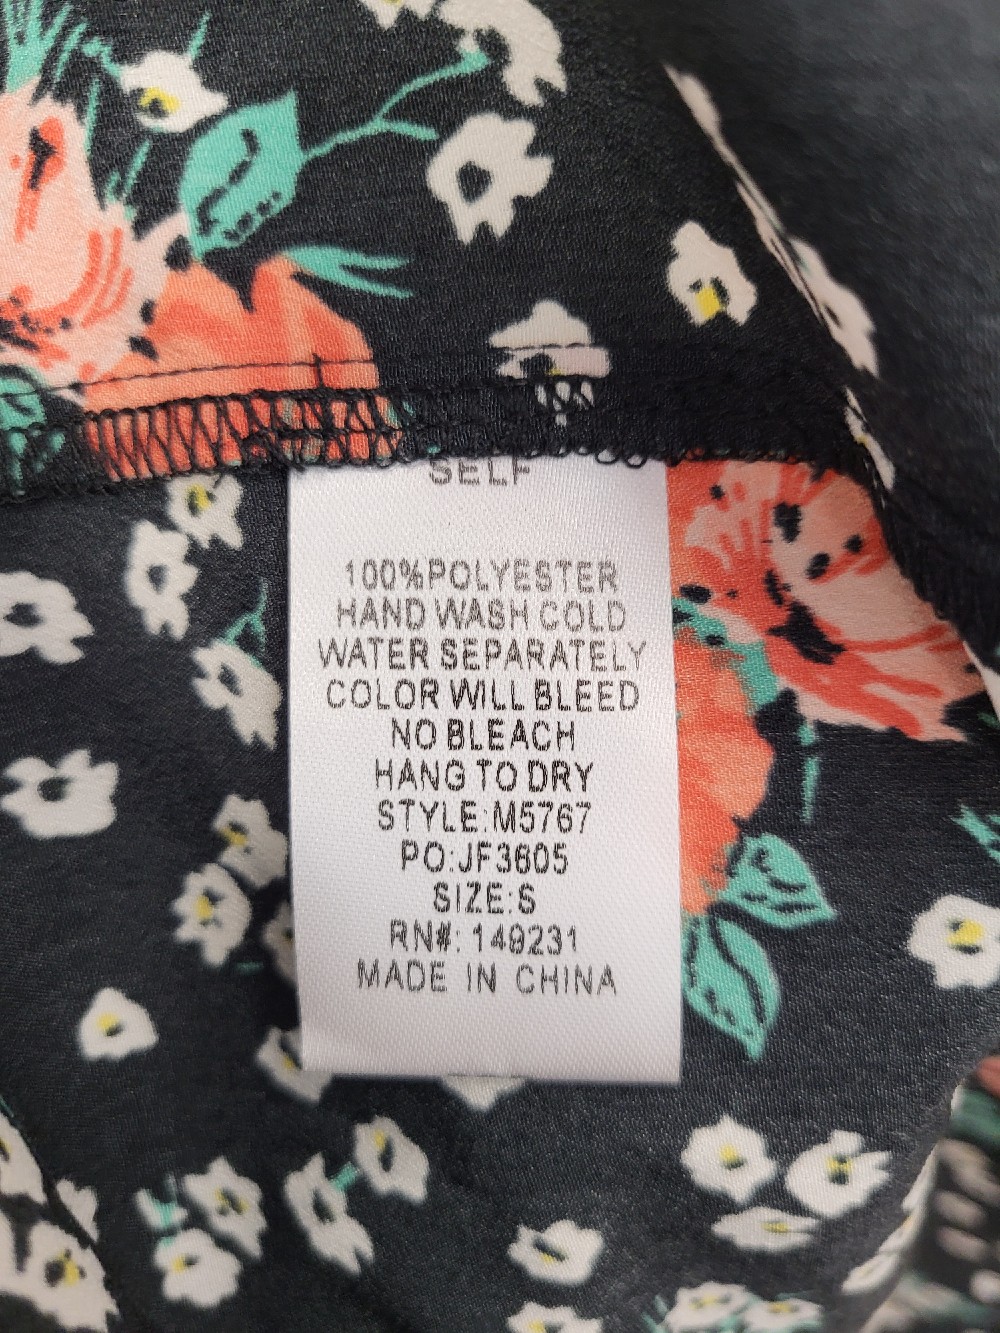 SELF
100%POLYESTER
HAND WASH COLD
WATER SEPARATELY
COLOR WILL BLEED
NO BLEACH
HANG TO DRY
STYLE:M5767
PO:JF3605
SIZE:S
RN#: 149231
MADE IN CHINA